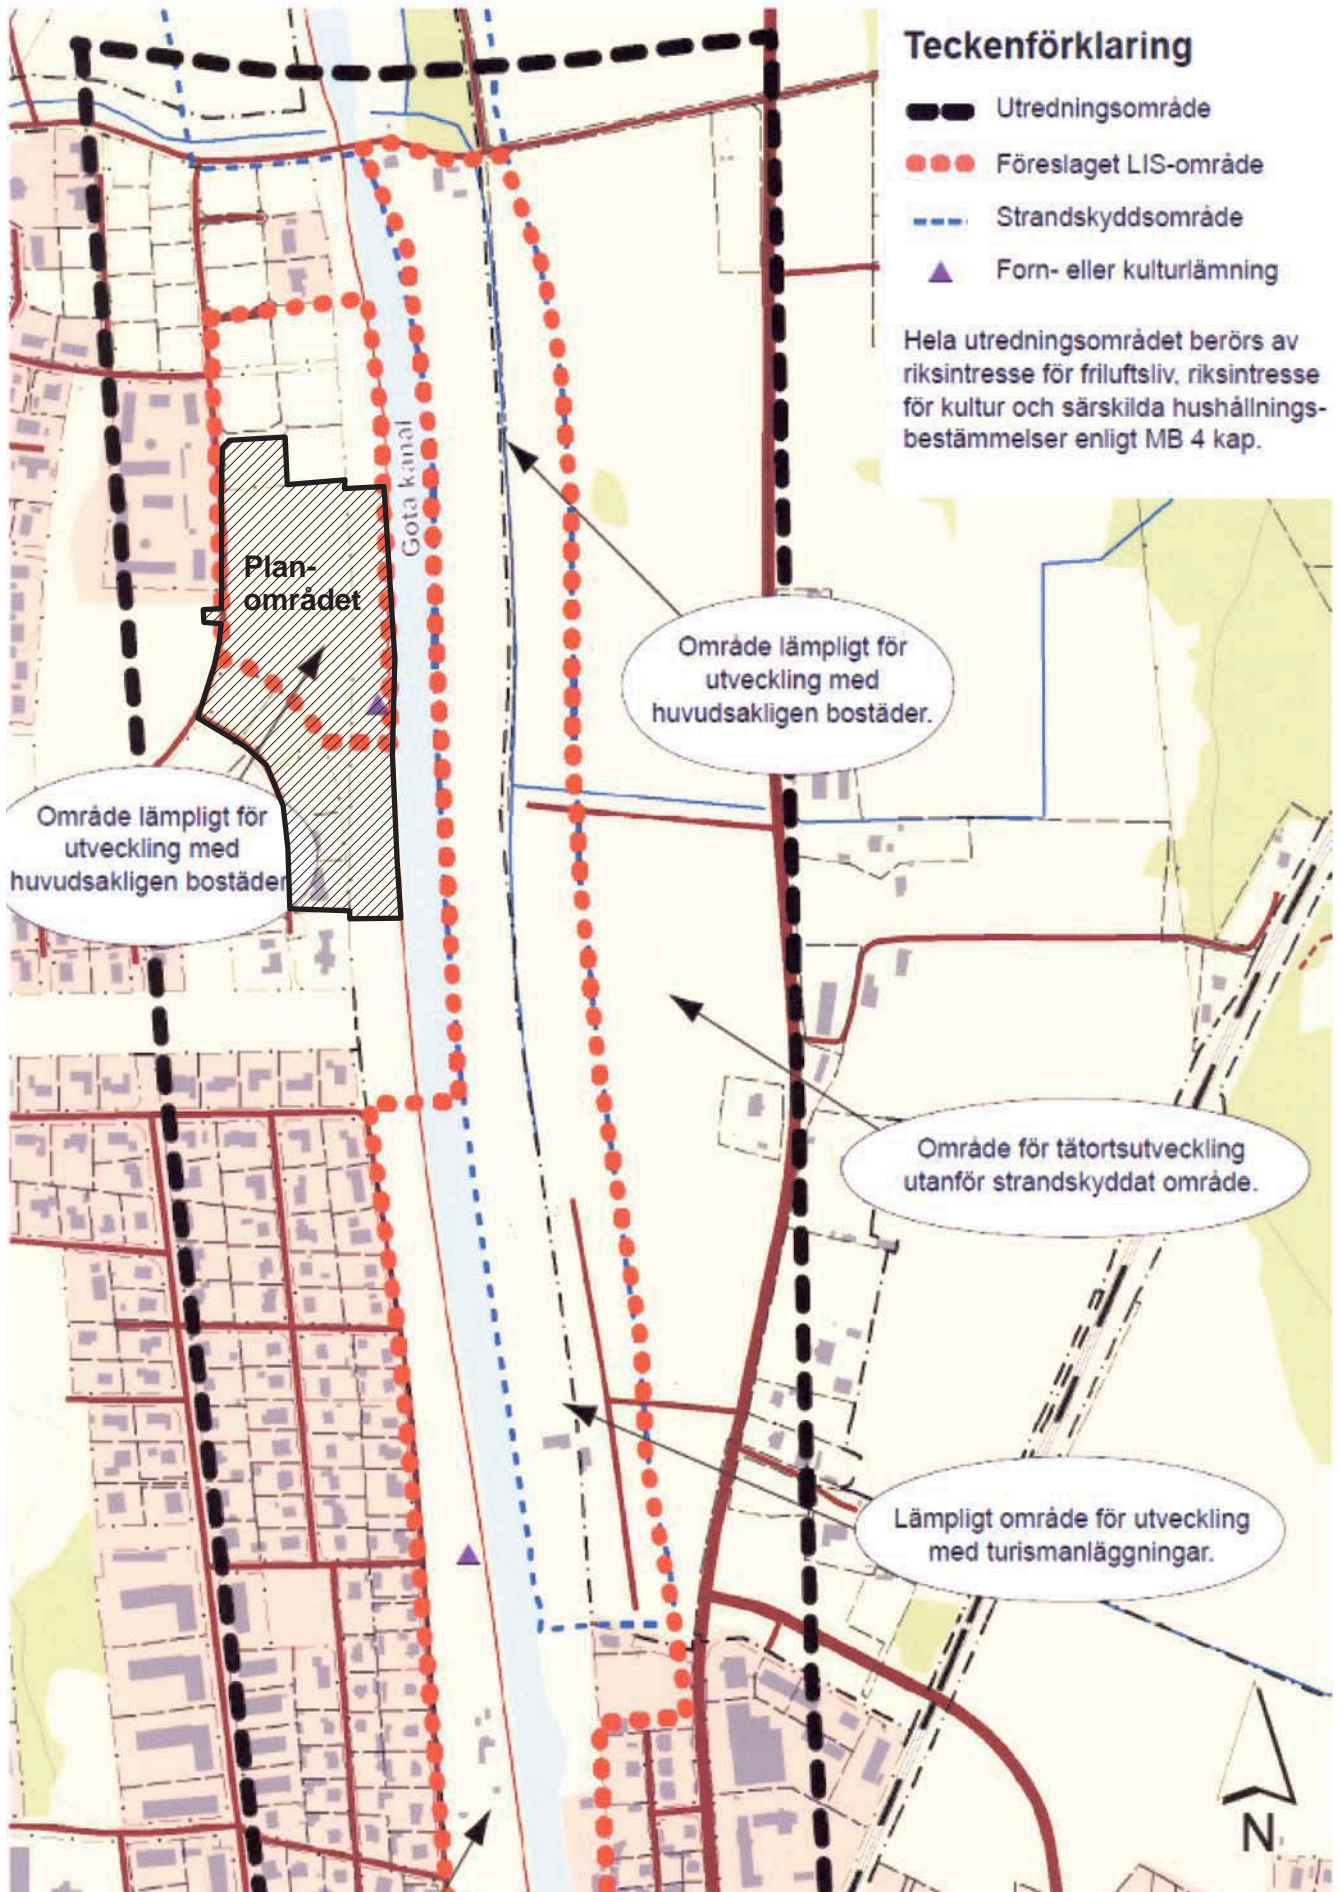 Teckenförklaring
Utredningsområde
Föreslaget LIS-område
Strandskyddsområde
Forn- eller kulturlämning
Hela utredningsområdet berörs av
riksintresse för friluftsliv, riksintresse
för kultur och särskilda hushållnings-
bestämmelser enligt MB 4 kap.
Göta kanal
Plan-
området
Område lämpligt för
utveckling med
huvudsakligen bostäder.
Område lämpligt för
utveckling med
huvudsakligen bostäder
Område för tätortsutveckling
utanför strandskyddat område.
Lämpligt område för utveckling
med turismanläggningar.
N